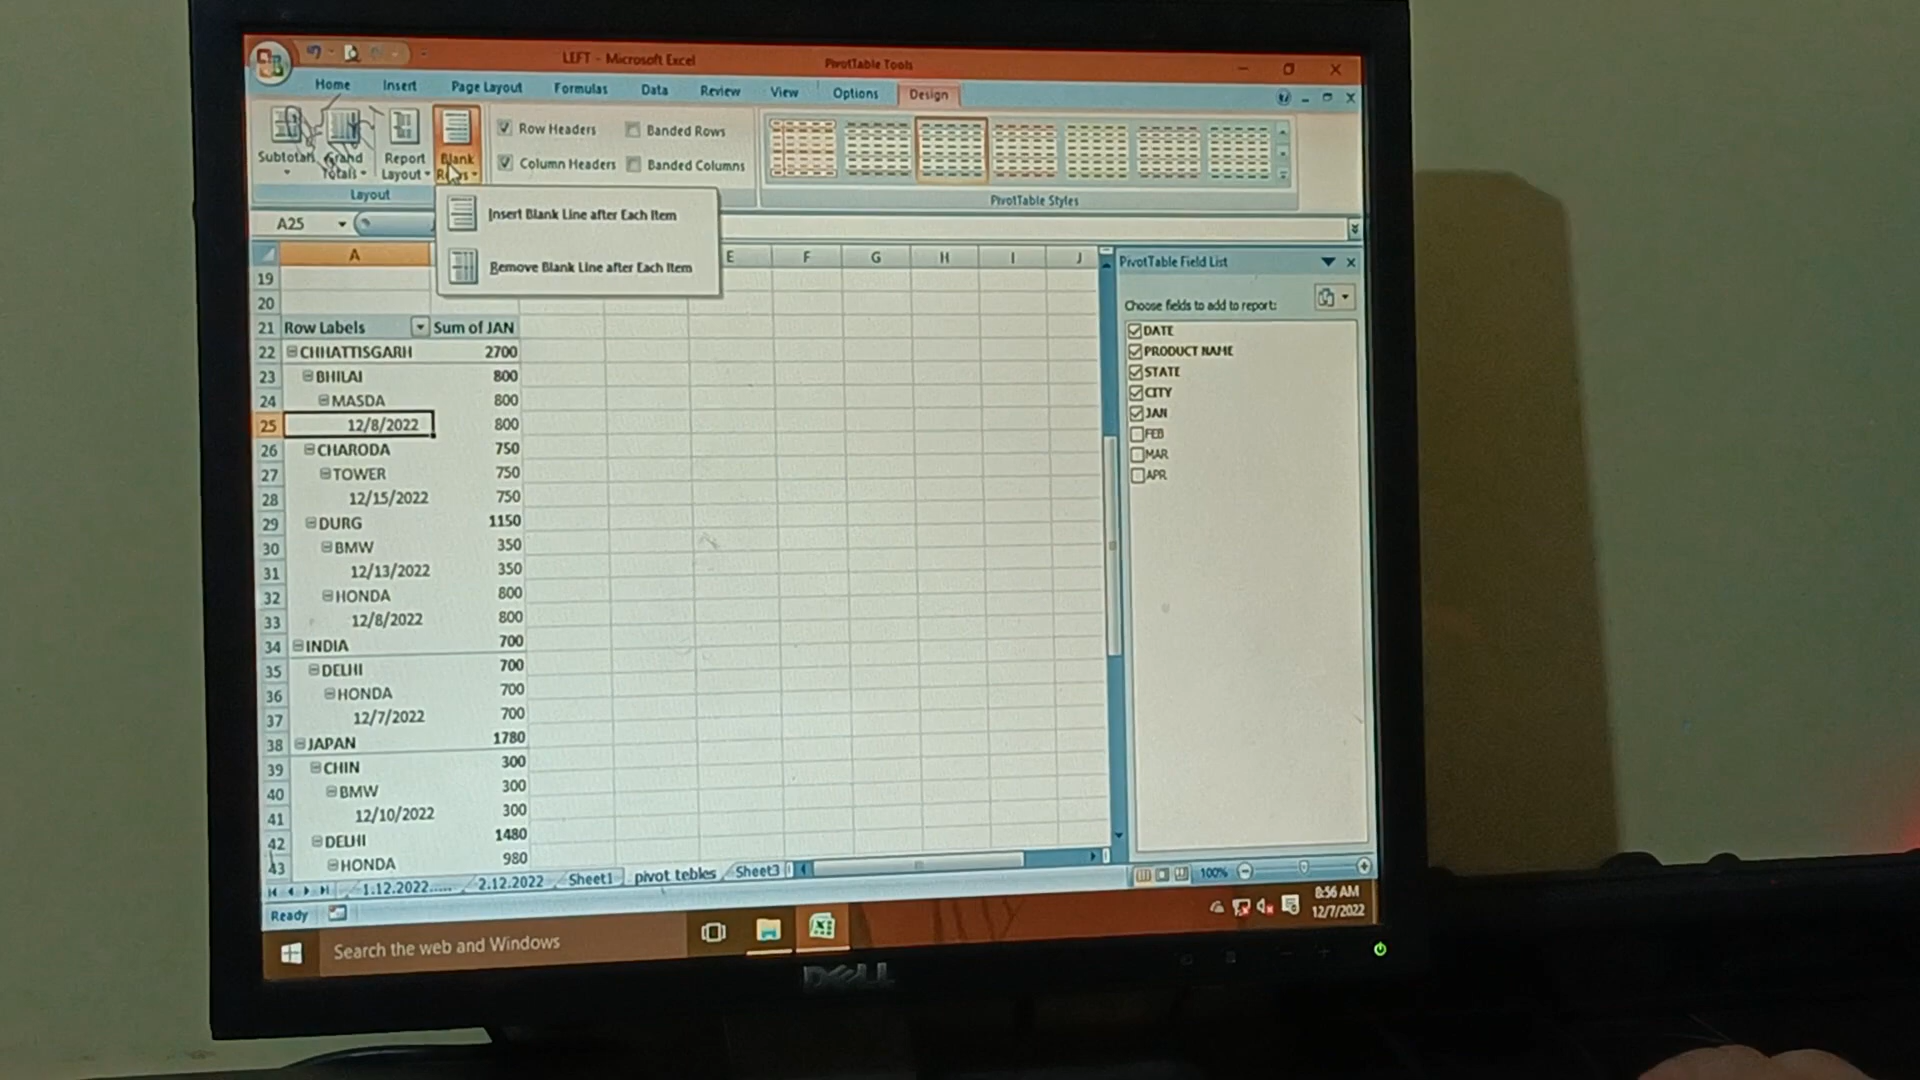 LEFT - Microsoft Excel PivotTable Tools
Home Insert Page Layout Formulas Data Review View Options Design
Subtotals Grand Totals Report Layout Blank Rows
Row Headers Banded Rows
Column Headers Banded Columns
Layout PivotTable Styles
Insert Blank Line after Each Item
Remove Blank Line after Each Item
A25
A E F G H I J
PivotTable Field List
Choose fields to add to report:
DATE
PRODUCT NAME
STATE
CITY
JAN
FEB
MAR
APR
19
20
21 Row Labels Sum of JAN
22 CHHATTISGARH 2700
23 BHILAI 800
24 MASDA 800
25 12/8/2022 800
26 CHARODA 750
27 TOWER 750
28 12/15/2022 750
29 DURG 1150
30 BMW 350
31 12/13/2022 350
32 HONDA 800
33 12/8/2022 800
34 INDIA 700
35 DELHI 700
36 HONDA 700
37 12/7/2022 700
38 JAPAN 1780
39 CHIN 300
40 BMW 300
41 12/10/2022 300
42 DELHI 1480
43 HONDA 980
1.12.2022..... 2.12.2022 Sheet1 pivot tebles Sheet3
Ready 100%
Search the web and Windows
8:56 AM
12/7/2022
DELL